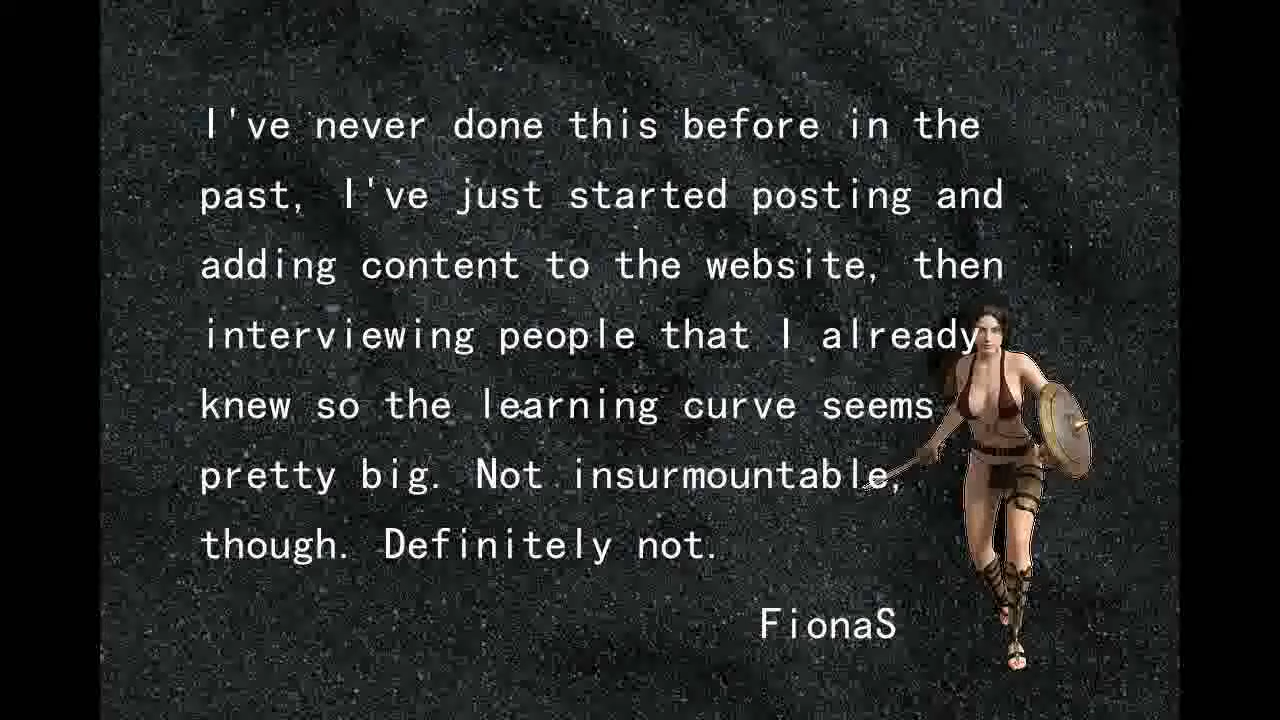 I've never done this before in the
past, I've just started posting and
adding content to the website, then
interviewing people that I already
knew so the learning curve seems
pretty big. Not insurmountable,
though. Definitely not.
FionaS